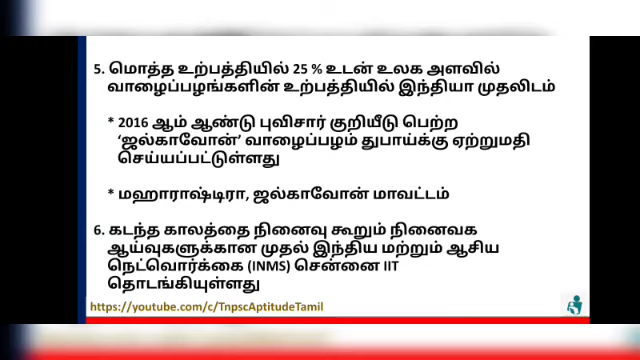 5. மொத்த உற்பத்தியில் 25 % உடன் உலக அளவில்
வாழைப்பழங்களின் உற்பத்தியில் இந்தியா முதலிடம்
* 2016 ஆம் ஆண்டு புவிசார் குறியீடு பெற்ற
‘ஜல்காவோன்’ வாழைப்பழம் துபாய்க்கு ஏற்றுமதி
செய்யப்பட்டுள்ளது
* மஹாராஷ்டிரா, ஜல்காவோன் மாவட்டம்
6. கடந்த காலத்தை நினைவு கூறும் நினைவக
ஆய்வுகளுக்கான முதல் இந்திய மற்றும் ஆசிய
நெட்வொர்க்கை (INMS) சென்னை IIT
தொடங்கியுள்ளது
https://youtube.com/c/TnpscAptitudeTamil